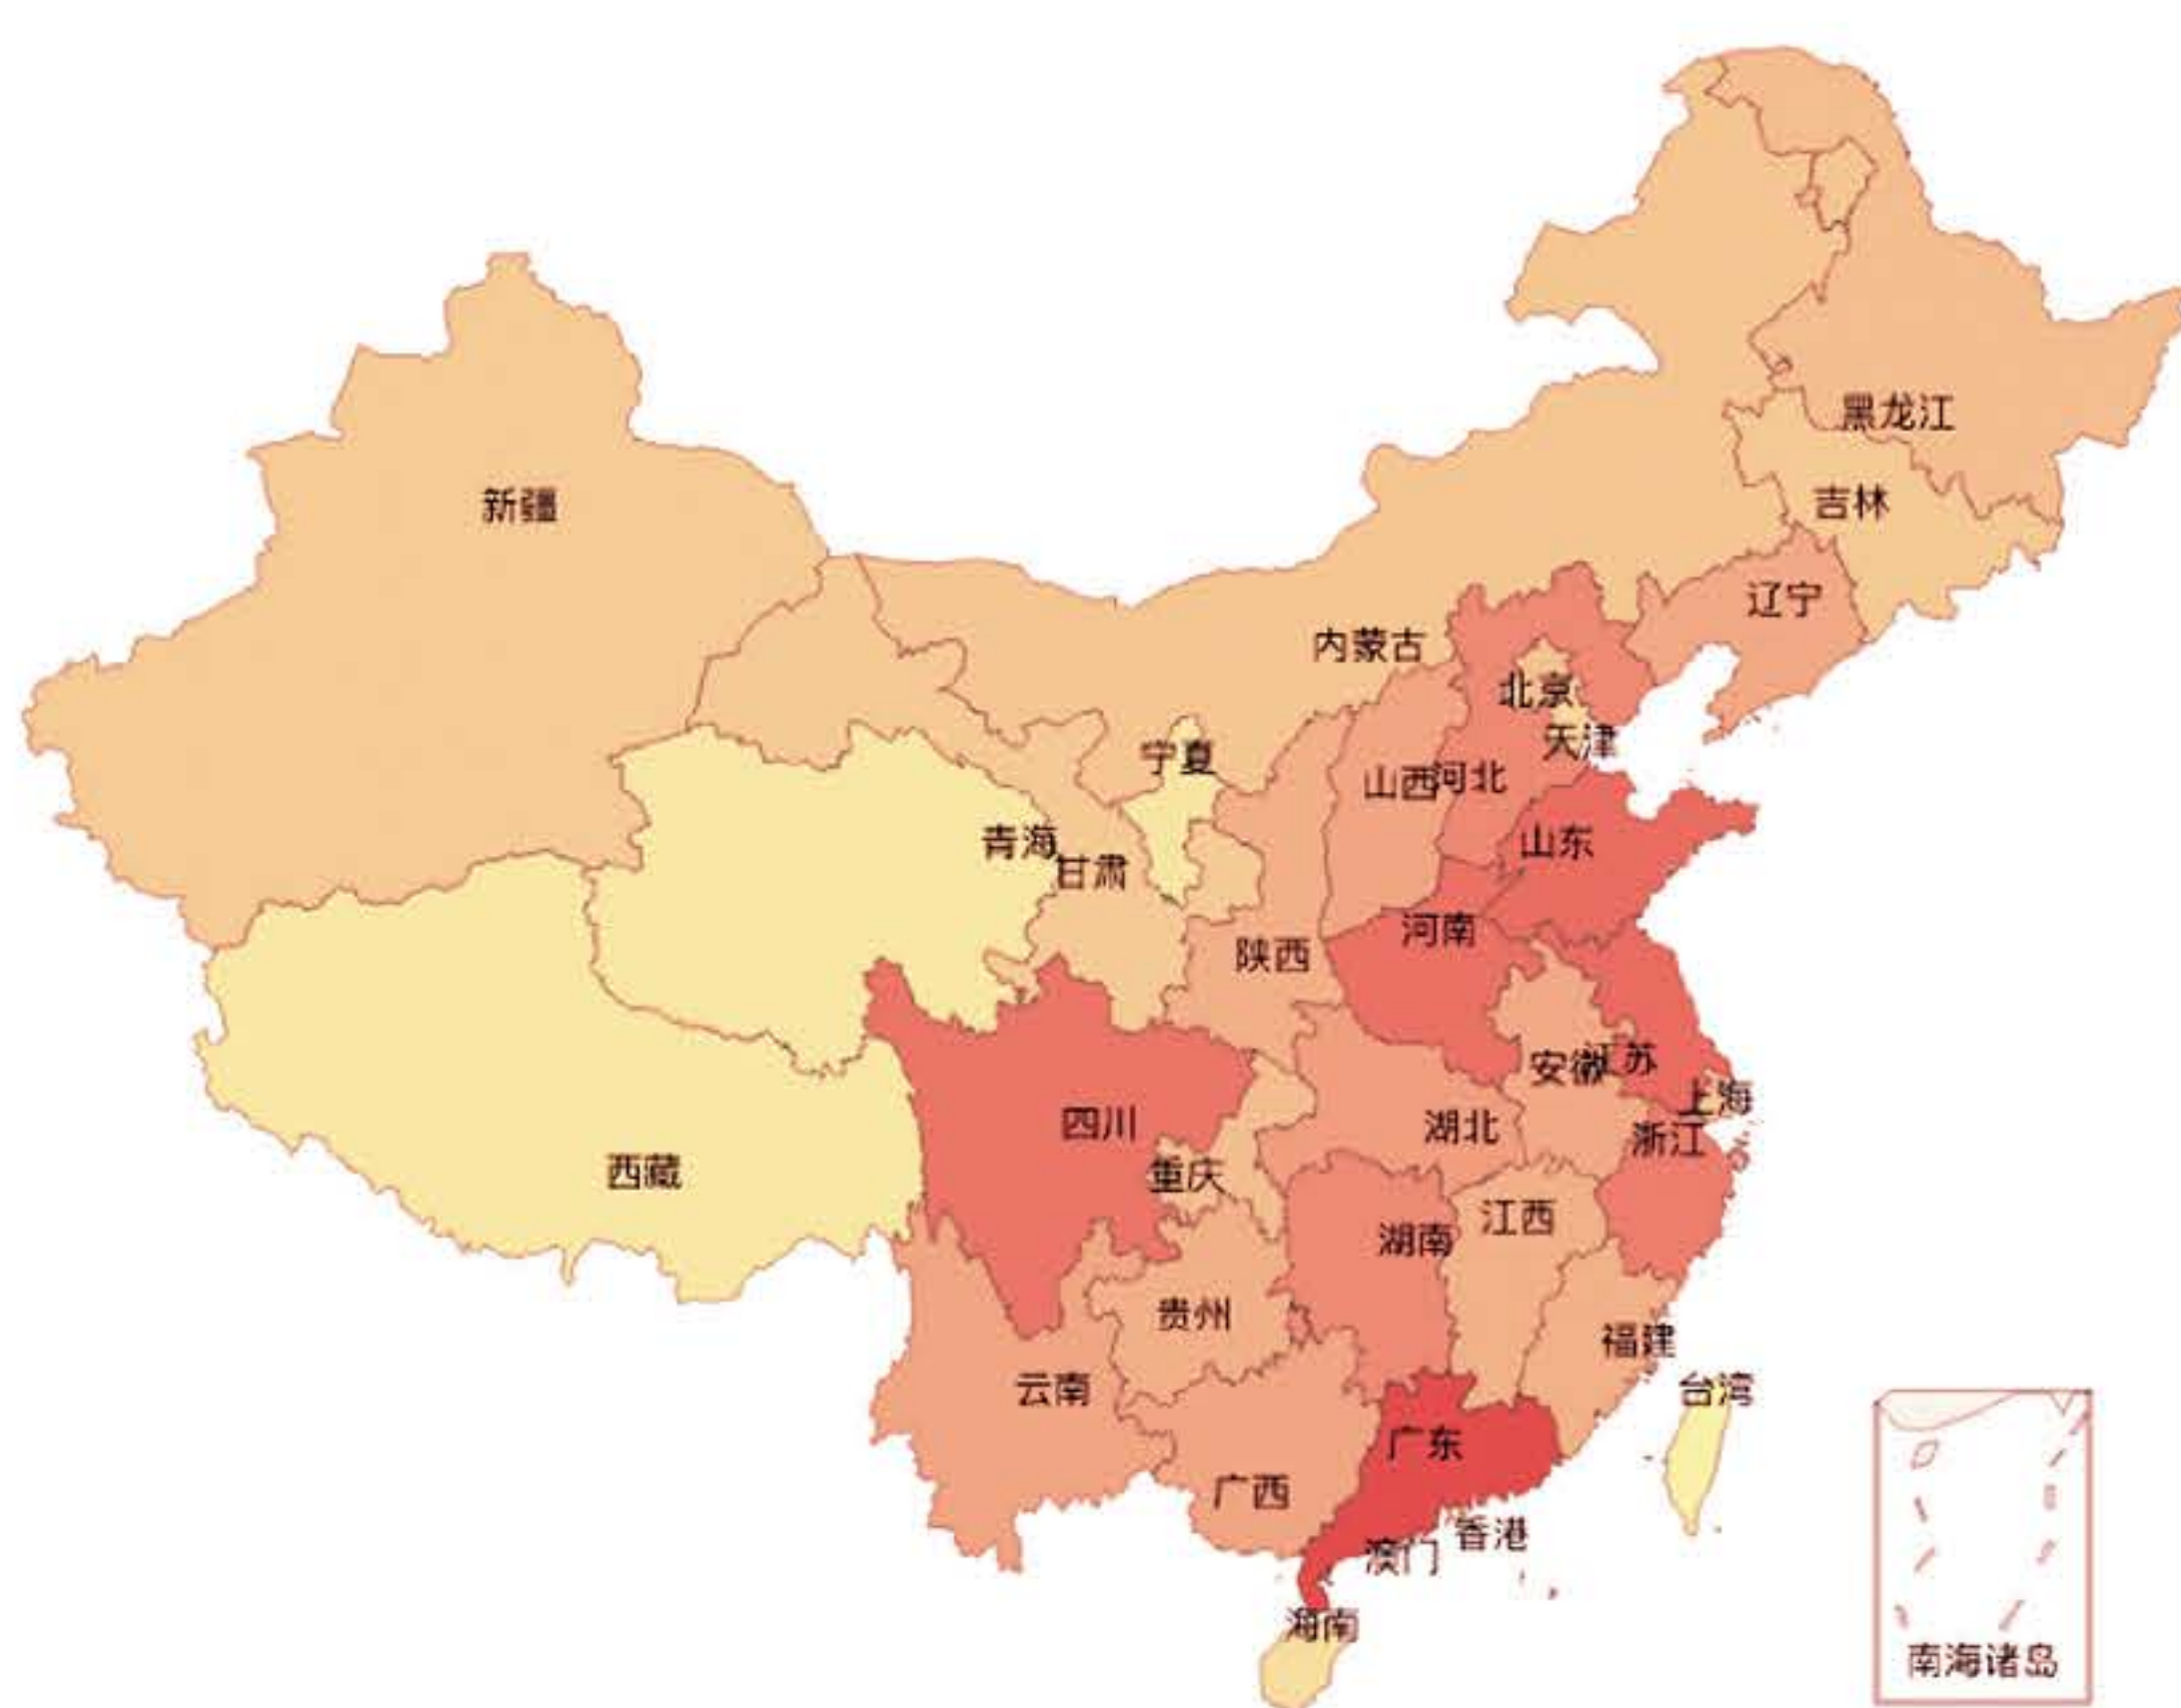 黑龙江
新疆
吉林
辽宁
内蒙古
北京
天津
宁夏
山西
河北
青海
甘肃
山东
河南
陕西
安徽
江苏
上海
四川
湖北
浙江
西藏
重庆
江西
湖南
贵州
福建
云南
台湾
广东
广西
香港
澳门
海南
南海诸岛